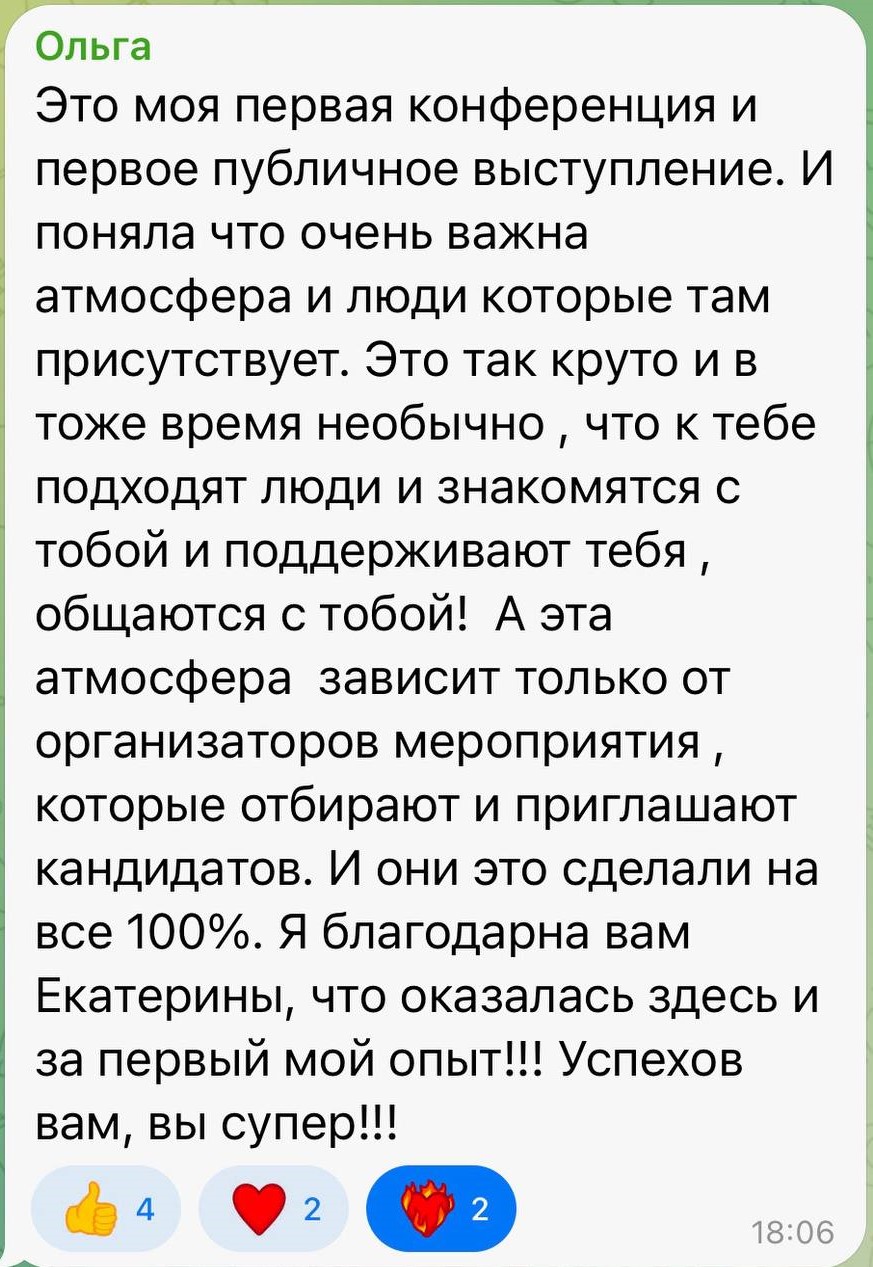 Ольга
Это моя первая конференция и
первое публичное выступление. И
поняла что очень важна
атмосфера и люди которые там
присутствует. Это так круто и в
тоже время необычно , что к тебе
подходят люди и знакомятся с
тобой и поддерживают тебя ,
общаются с тобой!  А эта
атмосфера  зависит только от
организаторов мероприятия ,
которые отбирают и приглашают
кандидатов. И они это сделали на
все 100%. Я благодарна вам
Екатерины, что оказалась здесь и
за первый мой опыт!!! Успехов
вам, вы супер!!!
4 2 2
18:06